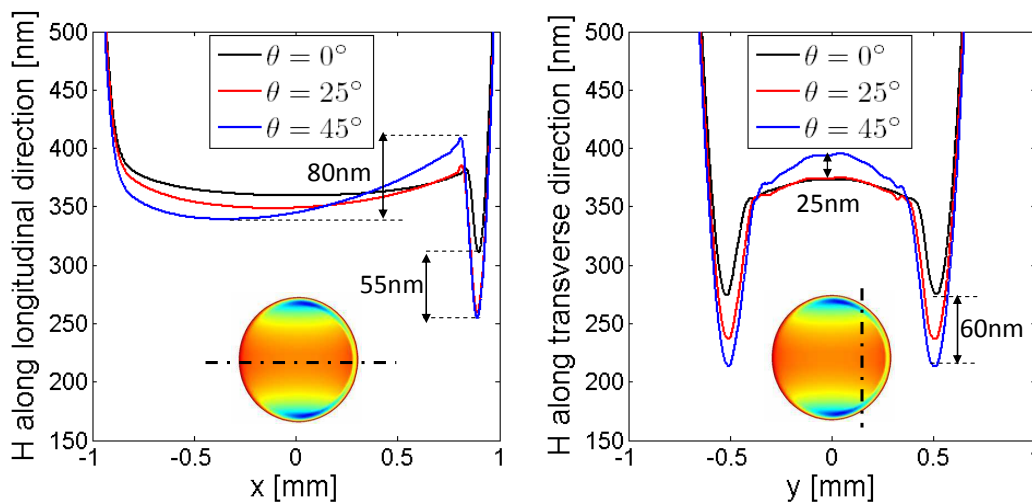 H along longitudinal direction [nm]
500
450
400
350
300
250
200
150
θ = 0°
θ = 25°
θ = 45°
80nm
55nm
-1
-0.5
0
0.5
1
x [mm]
H along transverse direction [nm]
500
450
400
350
300
250
200
150
θ = 0°
θ = 25°
θ = 45°
25nm
60nm
-1
-0.5
0
0.5
1
y [mm]